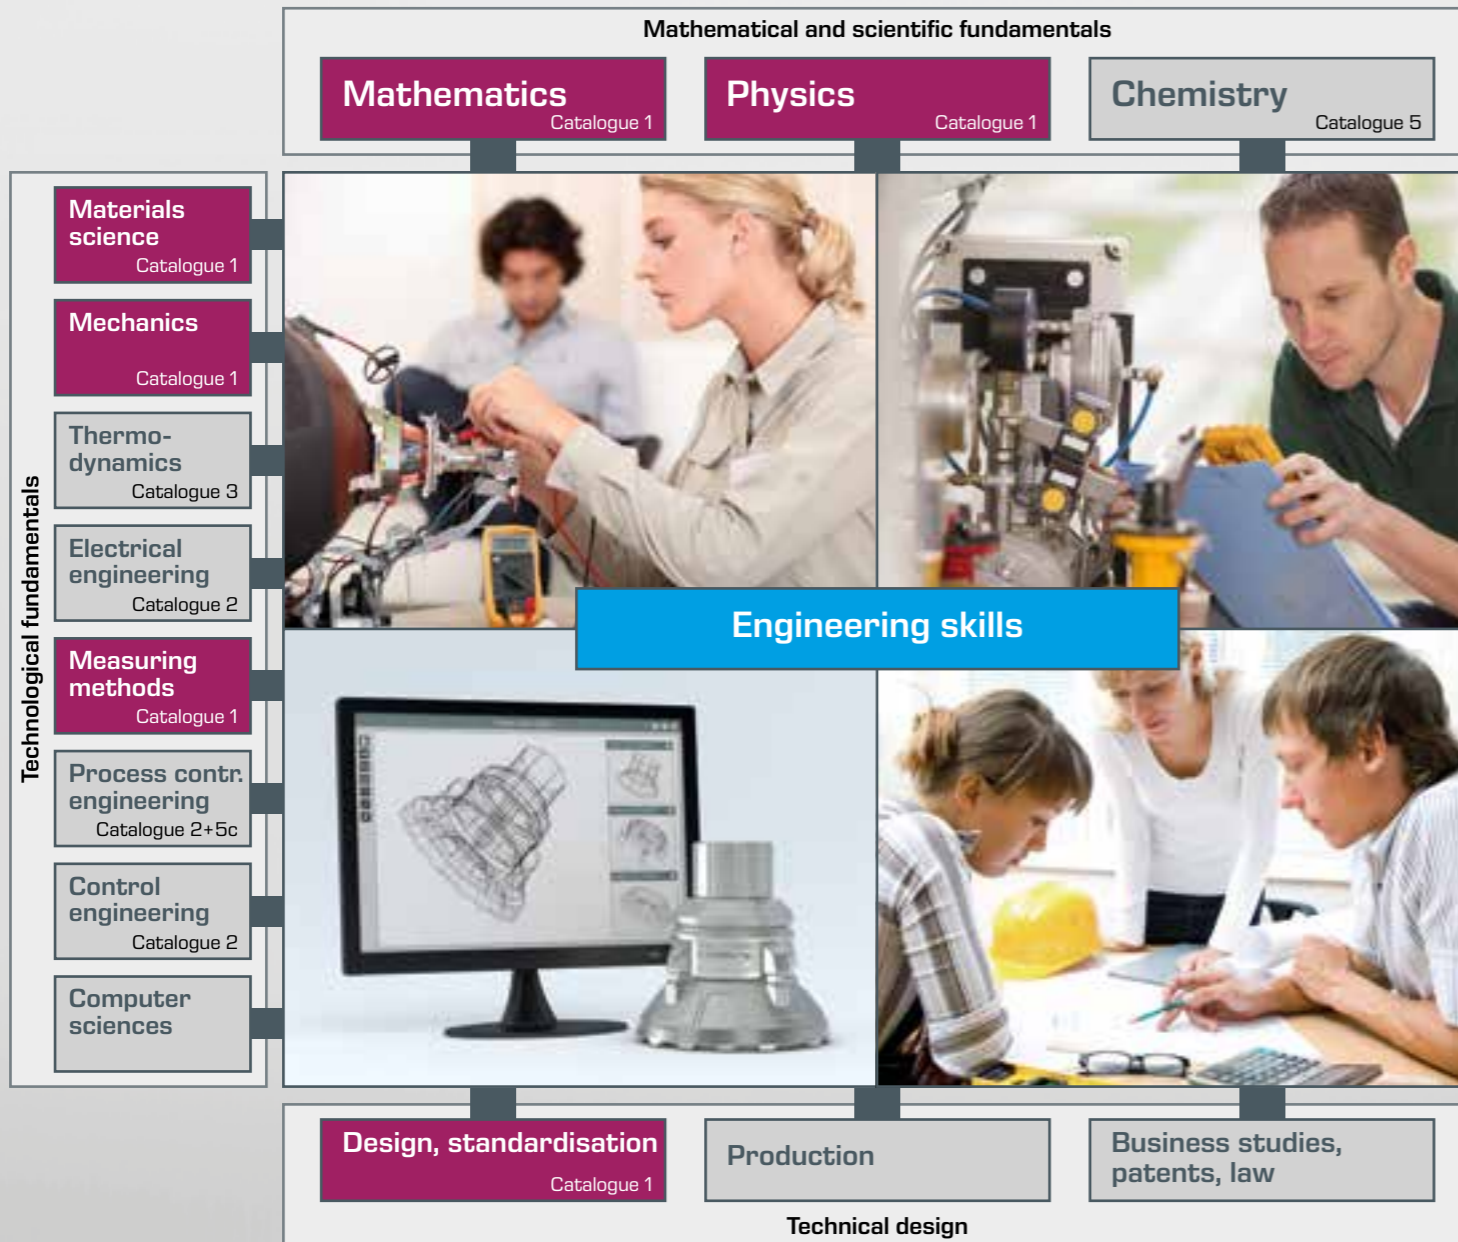 Mathematical and scientific fundamentals
Mathematics
Catalogue 1
Physics
Catalogue 1
Chemistry
Catalogue 5
Technological fundamentals
Materials
science
Catalogue 1
Mechanics
Catalogue 1
Thermo-
dynamics
Catalogue 3
Electrical
engineering
Catalogue 2
Measuring
methods
Catalogue 1
Process contr.
engineering
Catalogue 2+5c
Control
engineering
Catalogue 2
Computer
sciences
Engineering skills
Design, standardisation
Catalogue 1
Production
Business studies,
patents, law
Technical design